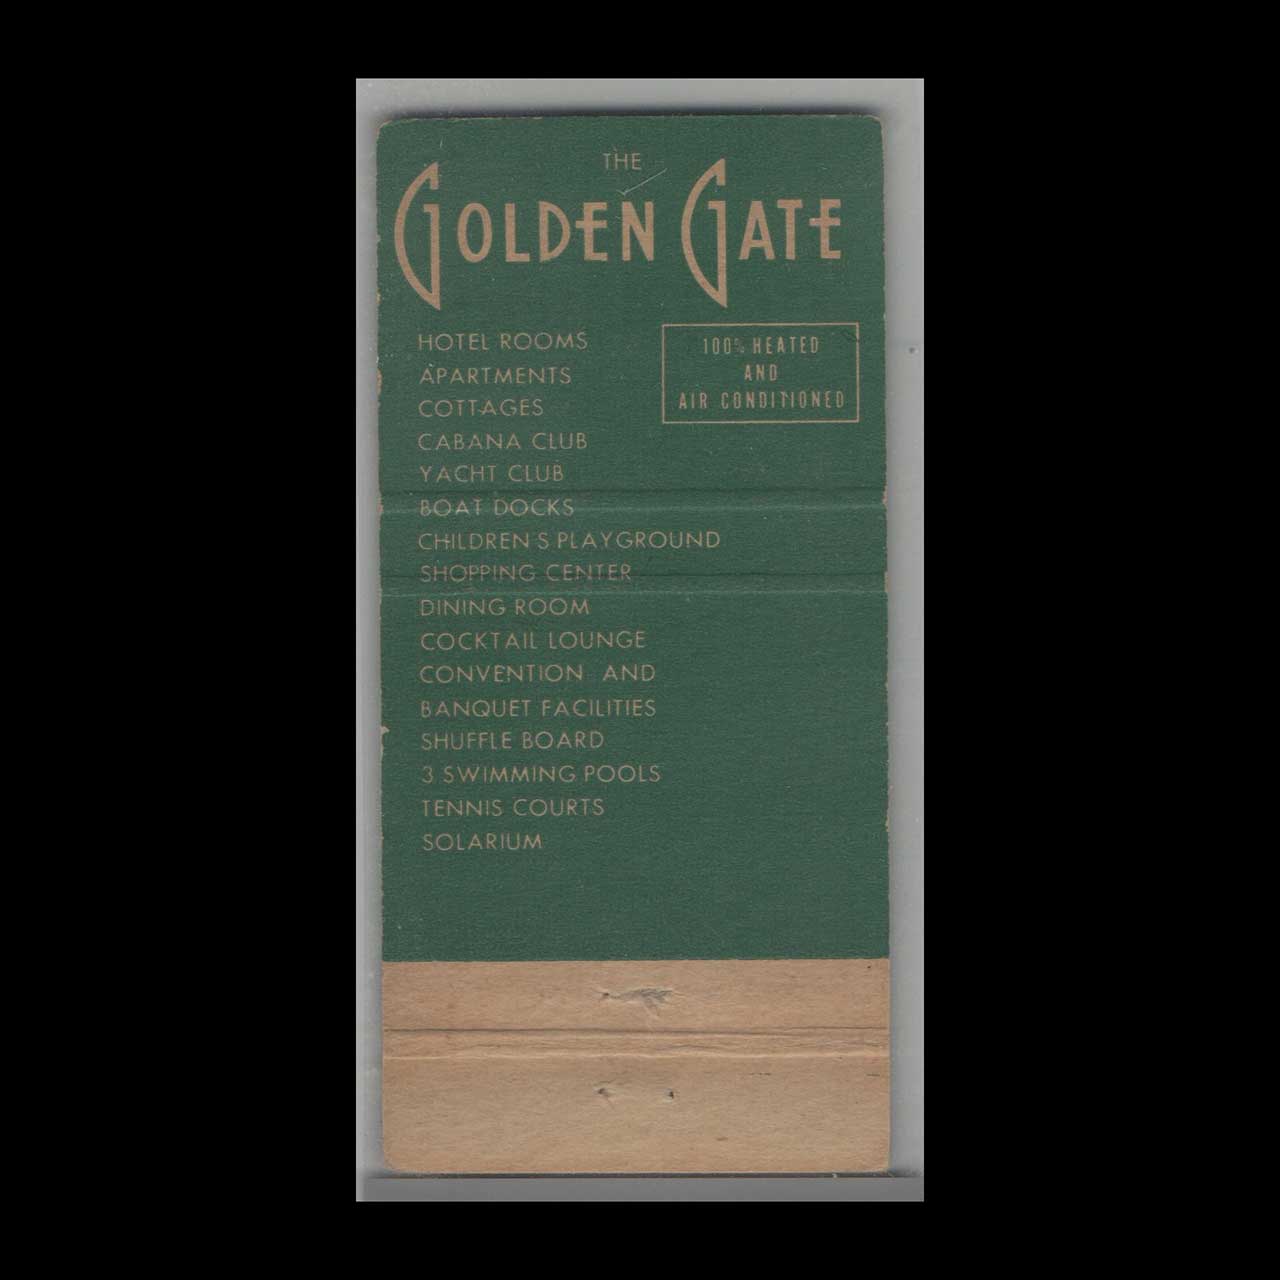 THE
GOLDEN GATE
HOTEL ROOMS
APARTMENTS
COTTAGES
CABANA CLUB
YACHT CLUB
BOAT DOCKS
CHILDREN'S PLAYGROUND
SHOPPING CENTER
DINING ROOM
COCKTAIL LOUNGE
CONVENTION AND
BANQUET FACILITIES
SHUFFLE BOARD
3 SWIMMING POOLS
TENNIS COURTS
SOLARIUM
100% HEATED
AND
AIR CONDITIONED